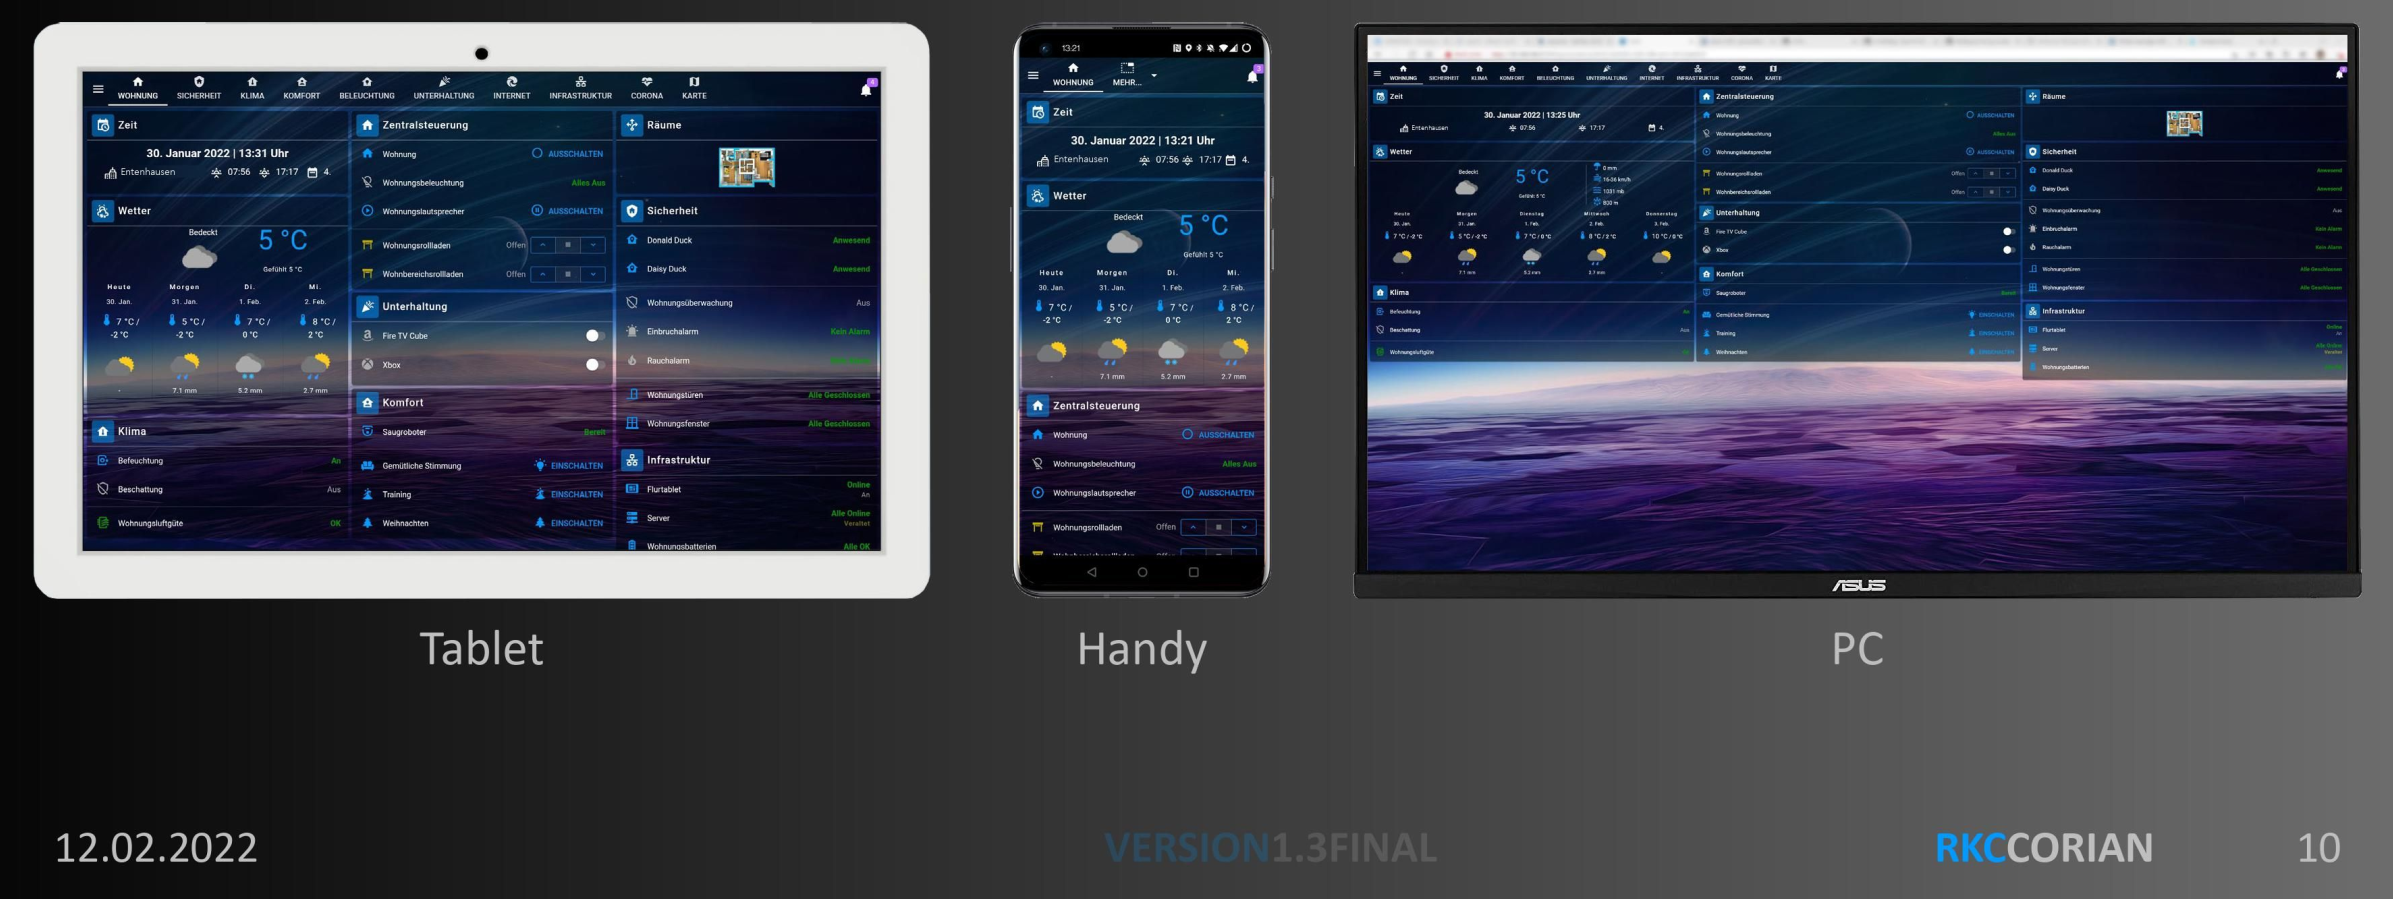 WOHNUNG SICHERHEIT KLIMA KOMFORT BELEUCHTUNG UNTERHALTUNG INTERNET INFRASTRUKTUR CORONA KARTE
4
Zeit
30. Januar 2022 | 13:31 Uhr
Entenhausen 07:56 17:17 4.
Wetter
Bedeckt
5 °C
Gefühlt 5 °C
Heute Morgen Di. Mi.
30. Jan. 31. Jan. 1. Feb. 2. Feb.
7 °C / 5 °C / 7 °C / 8 °C /
-2 °C -2 °C 0 °C 2 °C
- 7.1 mm 5.2 mm 2.7 mm
Klima
Befeuchtung An
Beschattung Aus
Wohnungsluftgüte OK
Zentralsteuerung
Wohnung AUSSCHALTEN
Wohnungsbeleuchtung Alles Aus
Wohnungslautsprecher AUSSCHALTEN
Wohnungsrollladen Offen
Wohnbereichsrollladen Offen
Unterhaltung
Fire TV Cube
Xbox
Komfort
Saugroboter Bereit
Gemütliche Stimmung EINSCHALTEN
Training EINSCHALTEN
Weihnachten EINSCHALTEN
Räume
Sicherheit
Donald Duck Anwesend
Daisy Duck Anwesend
Wohnungsüberwachung Aus
Einbruchalarm Kein Alarm
Rauchalarm
Wohnungstüren Alle Geschlossen
Wohnungsfenster Alle Geschlossen
Infrastruktur
Flurtablet Online
An
Server Alle Online
Veraltet
Wohnungsbatterien Alle OK
Tablet
13:21
WOHNUNG MEHR...
Zeit
30. Januar 2022 | 13:21 Uhr
Entenhausen 07:56 17:17 4.
Wetter
Bedeckt
5 °C
Gefühlt 5 °C
Heute Morgen Di. Mi.
30. Jan. 31. Jan. 1. Feb. 2. Feb.
7 °C / 5 °C / 7 °C / 8 °C /
-2 °C -2 °C 0 °C 2 °C
- 7.1 mm 5.2 mm 2.7 mm
Zentralsteuerung
Wohnung AUSSCHALTEN
Wohnungsbeleuchtung Alles Aus
Wohnungslautsprecher AUSSCHALTEN
Wohnungsrollladen Offen
Handy
WOHNUNG SICHERHEIT KLIMA KOMFORT BELEUCHTUNG UNTERHALTUNG INTERNET INFRASTRUKTUR CORONA KARTE
Zeit
30. Januar 2022 | 13:25 Uhr
Entenhausen 07:56 17:17 4.
Wetter
Bedeckt
5 °C
Gefühlt 5 °C
0 mm
16-36 km/h
1031 mb
800 m
Heute Morgen Dienstag Mittwoch Donnerstag
30. Jan. 31. Jan. 1. Feb. 2. Feb. 3. Feb.
7 °C / -2 °C 5 °C / -2 °C 7 °C / 0 °C 8 °C / 2 °C 10 °C / 0 °C
- 7.1 mm 5.2 mm 2.7 mm -
Klima
Befeuchtung An
Beschattung Aus
Wohnungsluftgüte
Zentralsteuerung
Wohnung AUSSCHALTEN
Wohnungsbeleuchtung Alles Aus
Wohnungslautsprecher AUSSCHALTEN
Wohnungsrollladen Offen
Wohnbereichsrollladen Offen
Unterhaltung
Fire TV Cube
Xbox
Komfort
Saugroboter Bereit
Gemütliche Stimmung EINSCHALTEN
Training EINSCHALTEN
Weihnachten EINSCHALTEN
Räume
Sicherheit
Donald Duck Anwesend
Daisy Duck Anwesend
Wohnungsüberwachung Aus
Einbruchalarm Kein Alarm
Rauchalarm Kein Alarm
Wohnungstüren Alle Geschlossen
Wohnungsfenster Alle Geschlossen
Infrastruktur
Flurtablet Online
An
Server Alle Online
Veraltet
Wohnungsbatterien
ASUS
PC
12.02.2022
VERSION1.3FINAL
RKCCORIAN
10